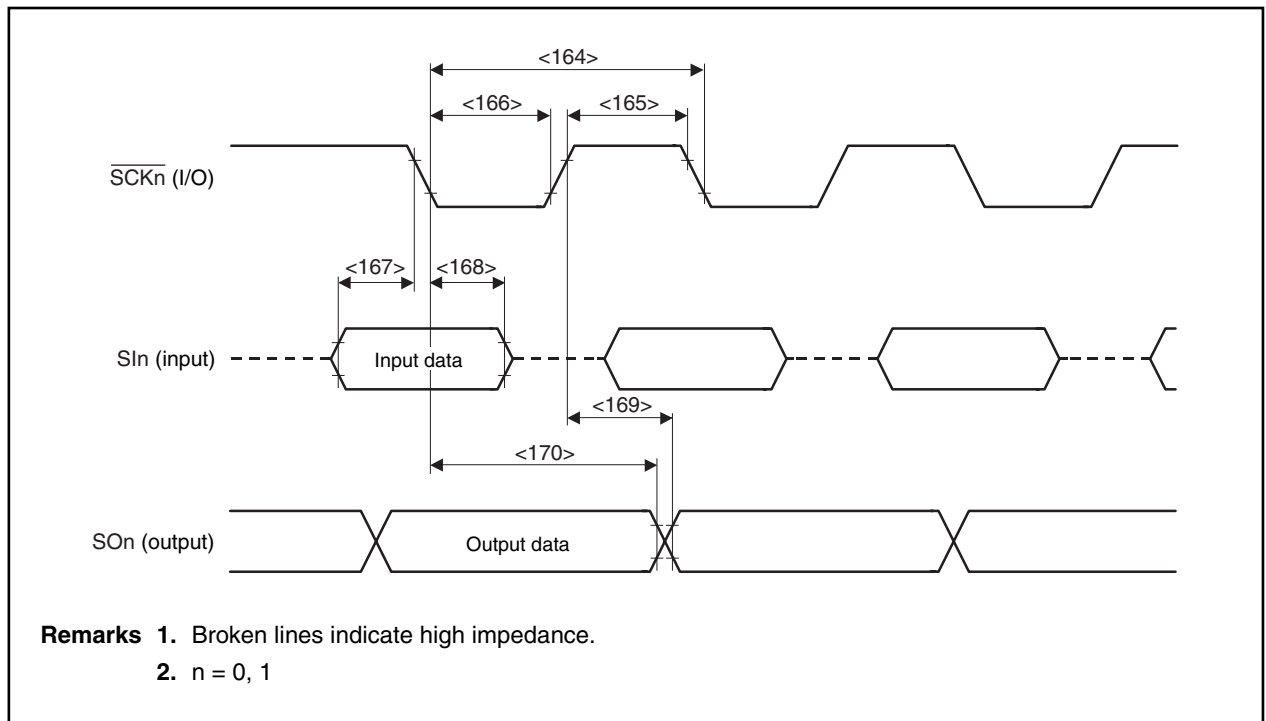 <164>
<166>
<165>
SCKn (I/O)
<167>
<168>
SIn (input)
Input data
<169>
<170>
SOn (output)
Output data
Remarks 1. Broken lines indicate high impedance.
2. n = 0, 1